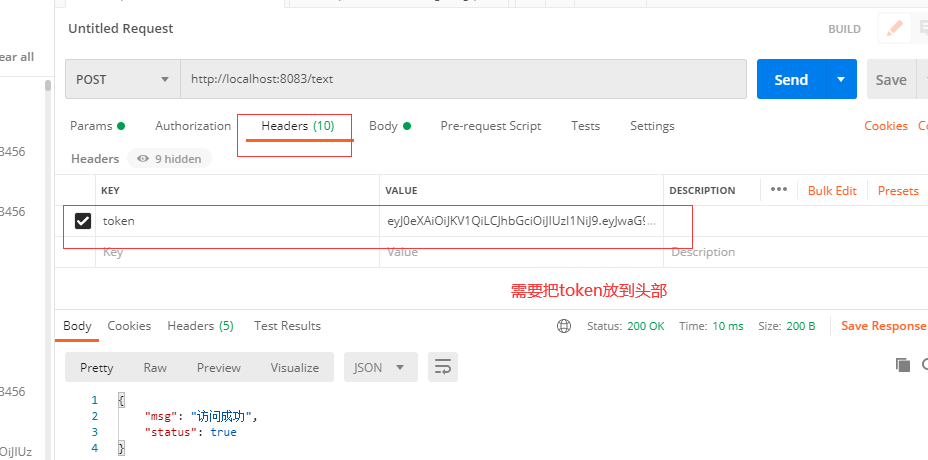 Untitled Request
BUILD
ear all
POST
http://localhost:8083/text
Send
Save
Params
Authorization
Headers (10)
Body
Pre-request Script
Tests
Settings
Cookies
3456
Headers
9 hidden
KEY
VALUE
DESCRIPTION
•••
Bulk Edit
Presets
3456
token
Key
Value
Description
需要把token放到头部
Body
Cookies
Headers (5)
Test Results
Status: 200 OK
Time: 10 ms
Size: 200 B
Save Response
Pretty
Raw
Preview
Visualize
JSON
3456
1 {
2 "msg": "访问成功",
3 "status": true
4 }